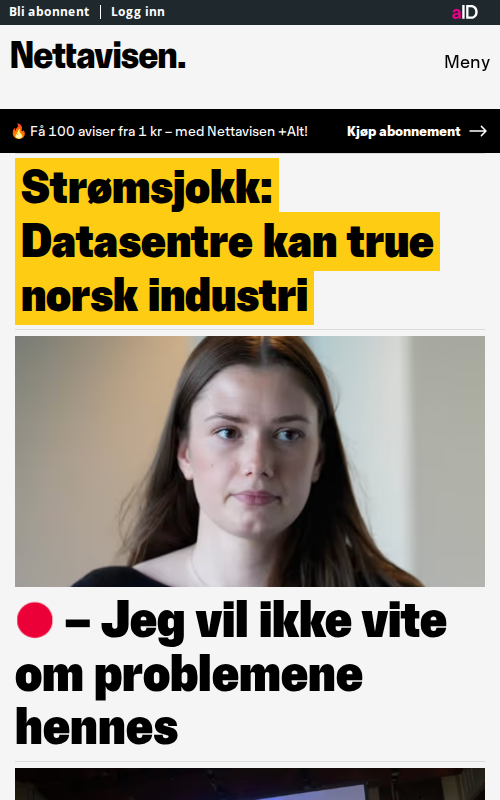 Bli abonnent | Logg inn
aID
Nettavisen.
Meny
🔥 Få 100 aviser fra 1 kr – med Nettavisen +Alt!
Kjøp abonnement →
Strømsjokk:
Datasentre kan true
norsk industri
– Jeg vil ikke vite
om problemene
hennes